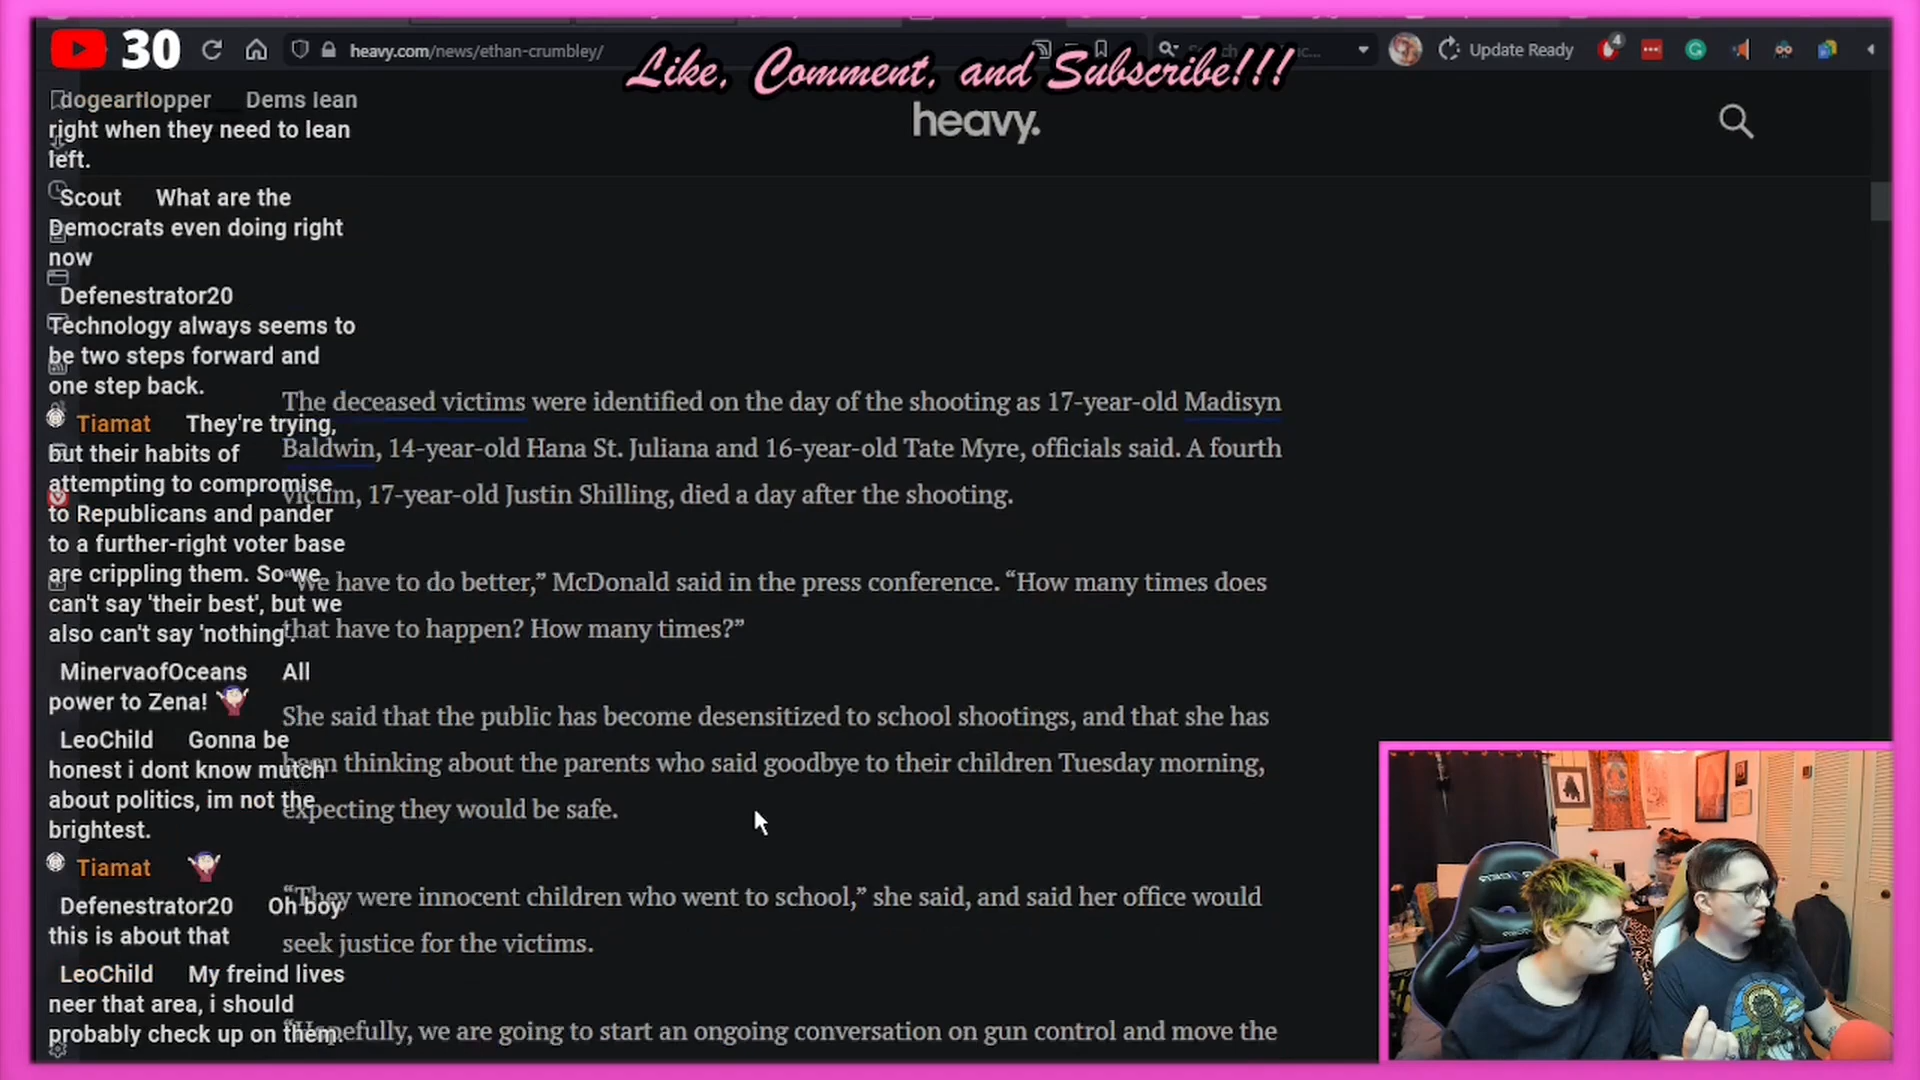 30
heavy.com/news/ethan-crumbley/
Update Ready
4
Like, Comment, and Subscribe!!!
heavy.
dogearflopper Dems lean
right when they need to lean
left.
Scout What are the
Democrats even doing right
now
Defenestrator20
Technology always seems to
be two steps forward and
one step back.
Tiamat They're trying,
but their habits of
attempting to compromise
to Republicans and pander
to a further-right voter base
are crippling them. So we
can't say 'their best', but we
also can't say 'nothing'.
MinervaofOceans All
power to Zena!
LeoChild Gonna be
honest i dont know mutch
about politics, im not the
brightest.
Tiamat
Defenestrator20 Oh boy
this is about that
LeoChild My freind lives
neer that area, i should
probably check up on them.
The deceased victims were identified on the day of the shooting as 17-year-old Madisyn
Baldwin, 14-year-old Hana St. Juliana and 16-year-old Tate Myre, officials said. A fourth
victim, 17-year-old Justin Shilling, died a day after the shooting.
“We have to do better,” McDonald said in the press conference. “How many times does
that have to happen? How many times?”
She said that the public has become desensitized to school shootings, and that she has
been thinking about the parents who said goodbye to their children Tuesday morning,
expecting they would be safe.
“They were innocent children who went to school,” she said, and said her office would
seek justice for the victims.
“Hopefully, we are going to start an ongoing conversation on gun control and move the